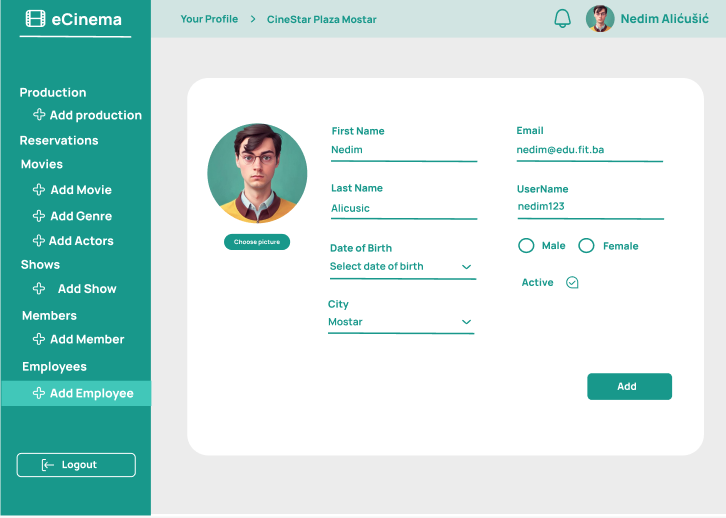 eCinema
Your Profile
CineStar Plaza Mostar
Nedim Alićušić
Production
Add production
Reservations
Movies
Add Movie
Add Genre
Add Actors
Shows
Add Show
Members
Add Member
Employees
Add Employee
Logout
Choose picture
First Name
Nedim
Last Name
Alicusic
Date of Birth
Select date of birth
City
Mostar
Email
nedim@edu.fit.ba
UserName
nedim123
Male Female
Active
Add